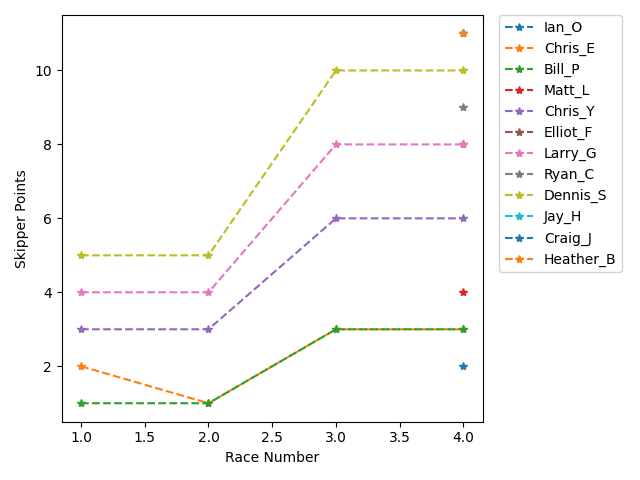 10
8
6
4
2
Skipper Points
1.0 1.5 2.0 2.5 3.0 3.5 4.0
Race Number
Ian_O
Chris_E
Bill_P
Matt_L
Chris_Y
Elliot_F
Larry_G
Ryan_C
Dennis_S
Jay_H
Craig_J
Heather_B